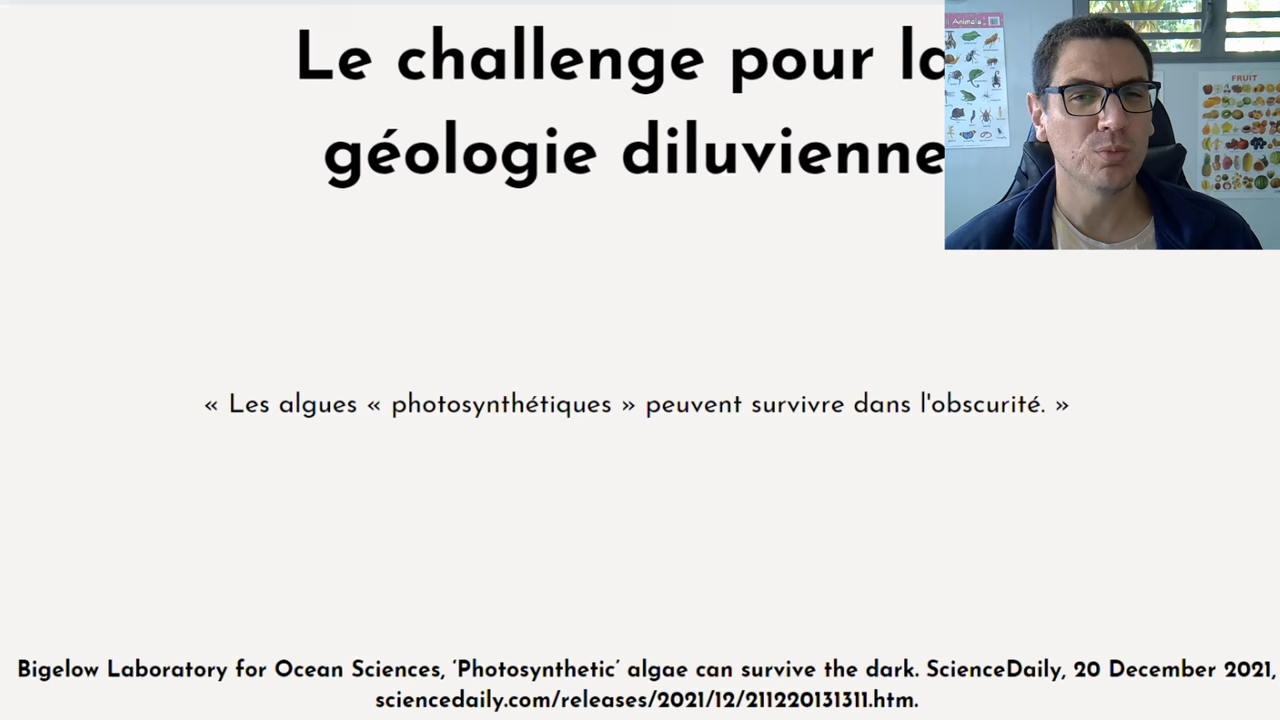 Le challenge pour la
géologie diluvienne
Animals
FRUIT
« Les algues « photosynthétiques » peuvent survivre dans l'obscurité. »
Bigelow Laboratory for Ocean Sciences, ‘Photosynthetic’ algae can survive the dark. ScienceDaily, 20 December 2021,
sciencedaily.com/releases/2021/12/211220131311.htm.